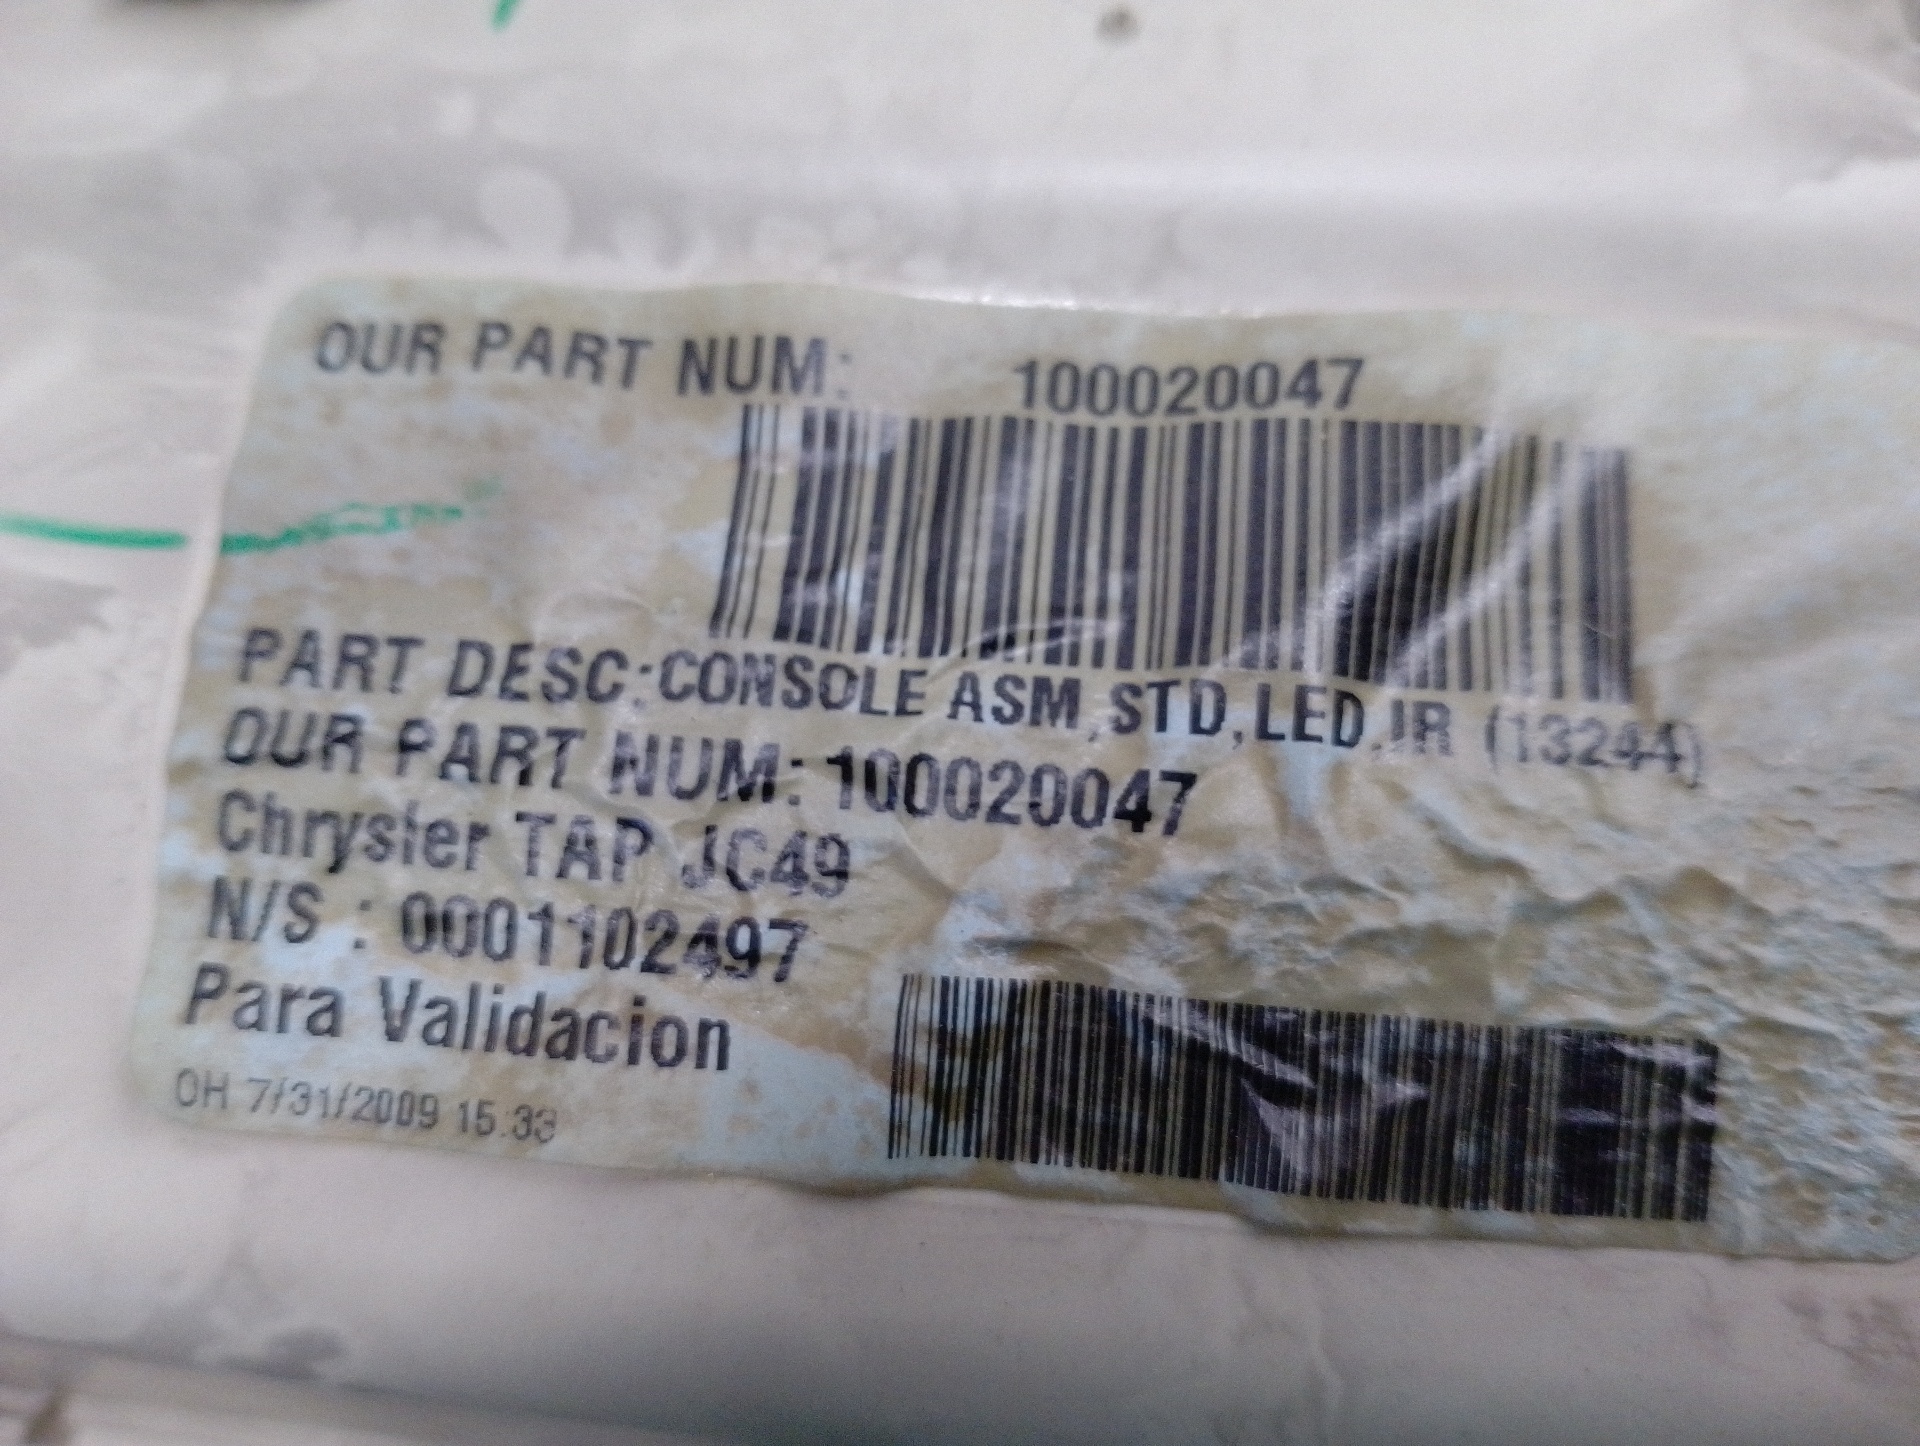 OUR PART NUM: 100020047
PART DESC:CONSOLE ASM,STD,LED,IR (13244)
OUR PART NUM: 100020047
Chrysler TAP JC49
N/S : 0001102497
Para Validacion
OH 7/31/2009 15:33